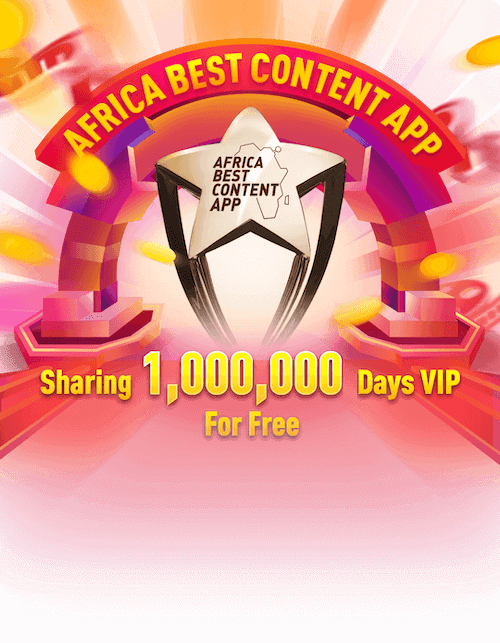 AFRICA BEST CONTENT APP
AFRICA
BEST
CONTENT
APP
Sharing 1,000,000 Days VIP
For Free